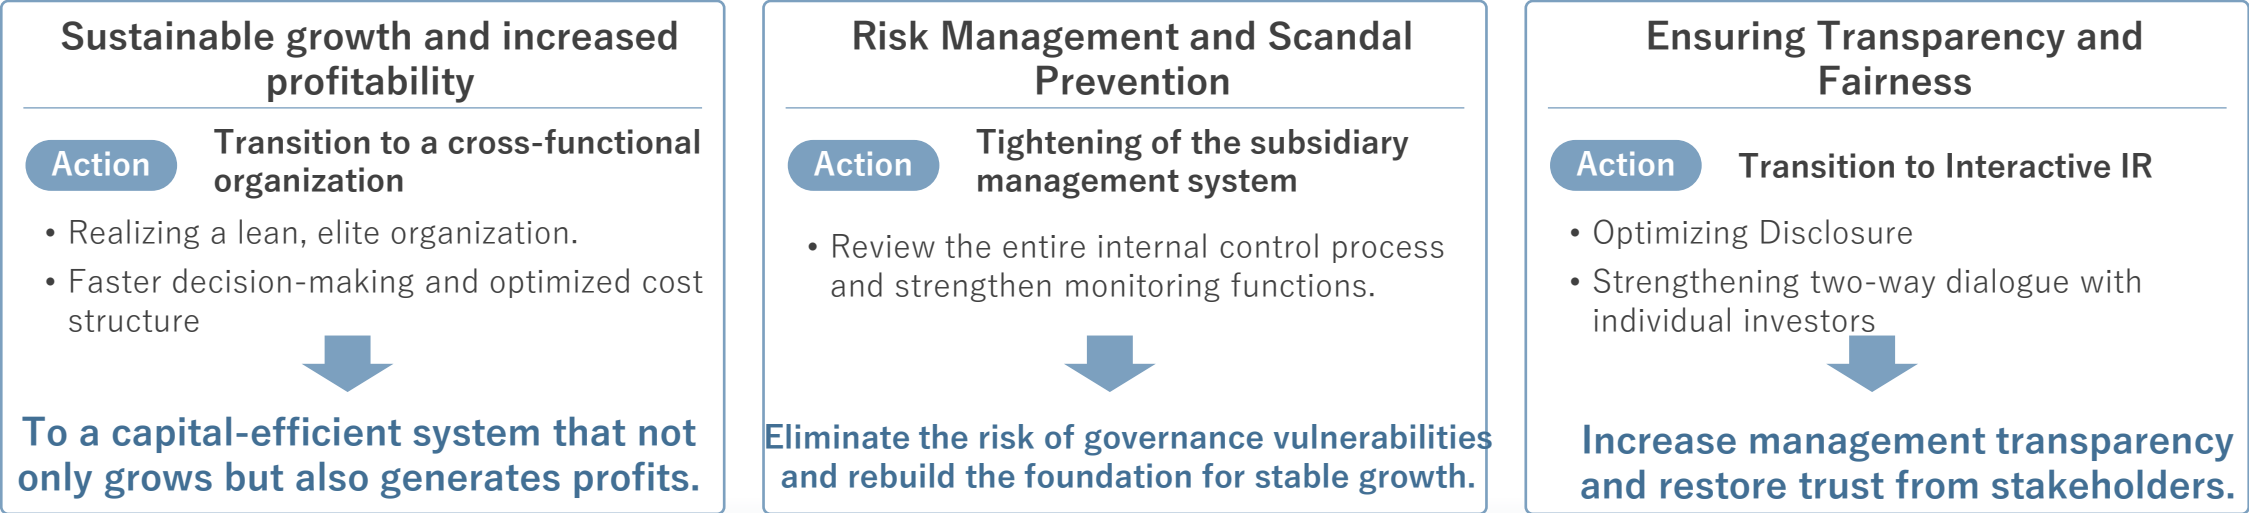 Sustainable growth and increased
profitability
Action
Transition to a cross-functional
organization
• Realizing a lean, elite organization.
• Faster decision-making and optimized cost
structure
To a capital-efficient system that not
only grows but also generates profits.
Risk Management and Scandal
Prevention
Action
Tightening of the subsidiary
management system
• Review the entire internal control process
and strengthen monitoring functions.
Eliminate the risk of governance vulnerabilities
and rebuild the foundation for stable growth.
Ensuring Transparency and
Fairness
Action
Transition to Interactive IR
• Optimizing Disclosure
• Strengthening two-way dialogue with
individual investors
Increase management transparency
and restore trust from stakeholders.